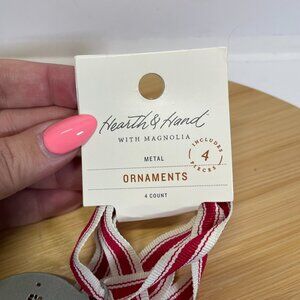 Hearth & Hand
WITH MAGNOLIA
METAL
ORNAMENTS
4 COUNT
INCLUDES
4
PIECES